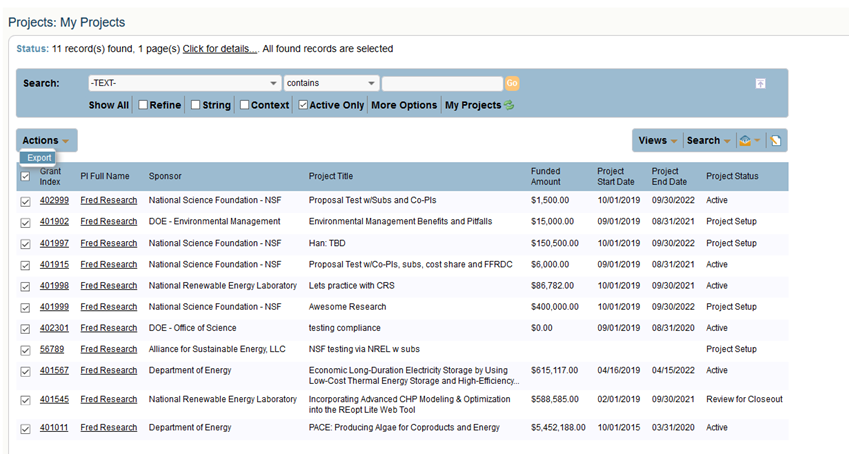 Projects: My Projects
Status: 11 record(s) found, 1 page(s) Click for details... All found records are selected
Search: -TEXT- contains Go
Show All Refine String Context Active Only More Options My Projects
Actions Views Search
Export
Grant Index PI Full Name Sponsor Project Title Funded Amount Project Start Date Project End Date Project Status
402999 Fred Research National Science Foundation - NSF Proposal Test w/Subs and Co-PIs $1,500.00 10/01/2019 09/30/2022 Active
401902 Fred Research DOE - Environmental Management Environmental Management Benefits and Pitfalls $15,000.00 09/01/2019 08/31/2021 Project Setup
401997 Fred Research National Science Foundation - NSF Han: TBD $150,500.00 10/01/2019 09/30/2022 Project Setup
401915 Fred Research National Science Foundation - NSF Proposal Test w/Co-PIs, subs, cost share and FFRDC $6,000.00 09/01/2019 08/31/2021 Active
401998 Fred Research National Renewable Energy Laboratory Lets practice with CRS $86,782.00 10/01/2019 09/30/2021 Active
401999 Fred Research National Science Foundation - NSF Awesome Research $400,000.00 10/01/2019 09/30/2022 Project Setup
402301 Fred Research DOE - Office of Science testing compliance $0.00 09/01/2019 08/31/2020 Active
56789 Fred Research Alliance for Sustainable Energy, LLC NSF testing via NREL w subs Project Setup
401567 Fred Research Department of Energy Economic Long-Duration Electricity Storage by Using $615,117.00 04/16/2019 04/15/2022 Active
Low-Cost Thermal Energy Storage and High-Efficiency...
401545 Fred Research National Renewable Energy Laboratory Incorporating Advanced CHP Modeling & Optimization $588,585.00 02/01/2019 09/30/2021 Review for Closeout
into the REopt Lite Web Tool
401011 Fred Research Department of Energy PACE: Producing Algae for Coproducts and Energy $5,452,188.00 10/01/2015 03/31/2020 Active